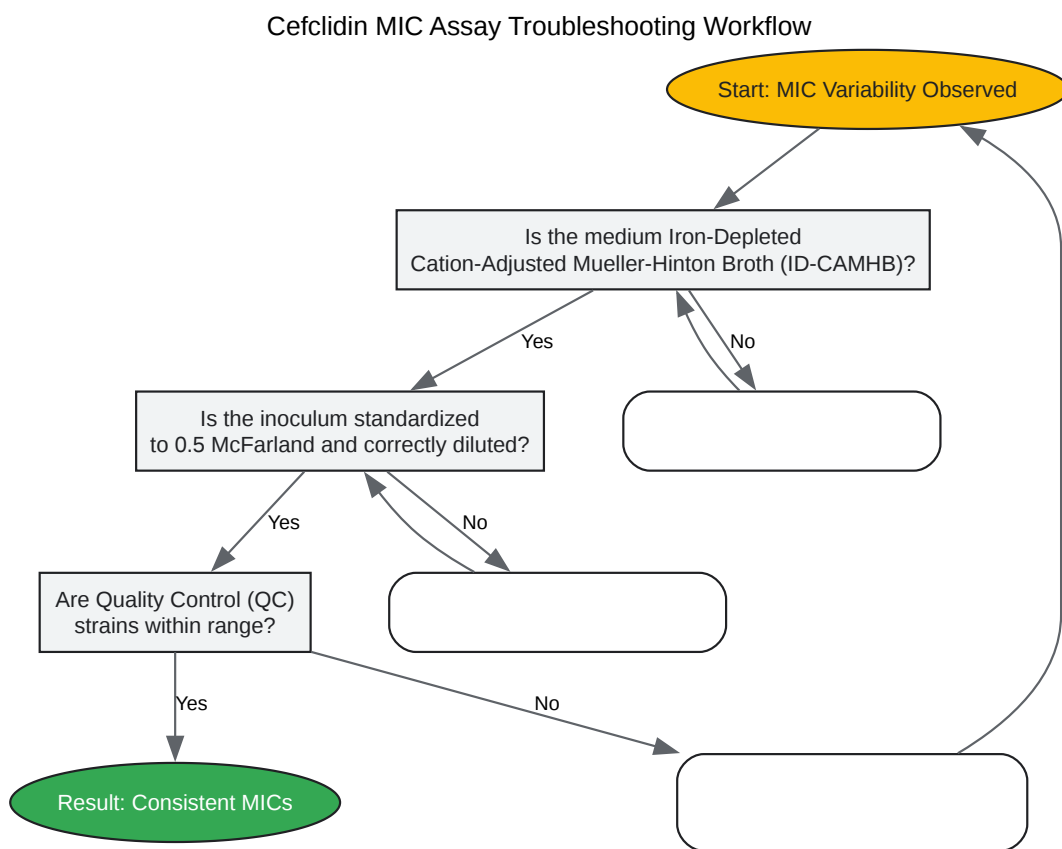 Cefclidin MIC Assay Troubleshooting Workflow
Start: MIC Variability Observed
Is the medium Iron-Depleted
Cation-Adjusted Mueller-Hinton Broth (ID-CAMHB)?
Yes
No
Is the inoculum standardized
to 0.5 McFarland and correctly diluted?
Yes
No
Are Quality Control (QC)
strains within range?
Yes
No
Result: Consistent MICs